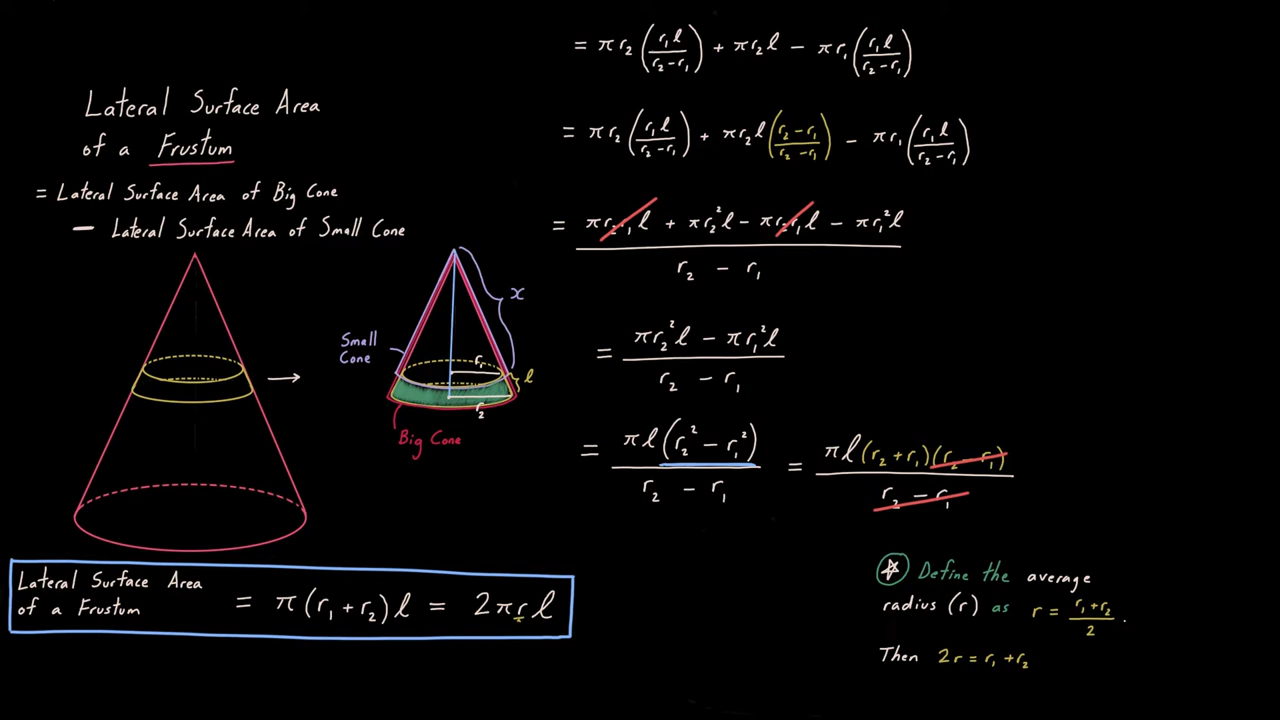 Lateral Surface Area
of a Frustum
= Lateral Surface Area of Big Cone
— Lateral Surface Area of Small Cone
Small
Cone
x
r₁
l
r₂
Big Cone
Lateral Surface Area
of a Frustum = π(r₁+r₂)l = 2πrl
= πr₂(r₁l/(r₂-r₁)) + πr₂l − πr₁(r₁l/(r₂-r₁))
= πr₂(r₁l/(r₂-r₁)) + πr₂l((r₂-r₁)/(r₂-r₁)) − πr₁(r₁l/(r₂-r₁))
= πr₂r₁l + πr₂²l − πr₂r₁l − πr₁²l
r₂ − r₁
= πr₂²l − πr₁²l
r₂ − r₁
= πl(r₂² − r₁²)
r₂ − r₁
= πl(r₂+r₁)(r₂−r₁)
r₂ − r₁
☆ Define the average
radius (r) as r = (r₁+r₂)/2.
Then 2r = r₁+r₂